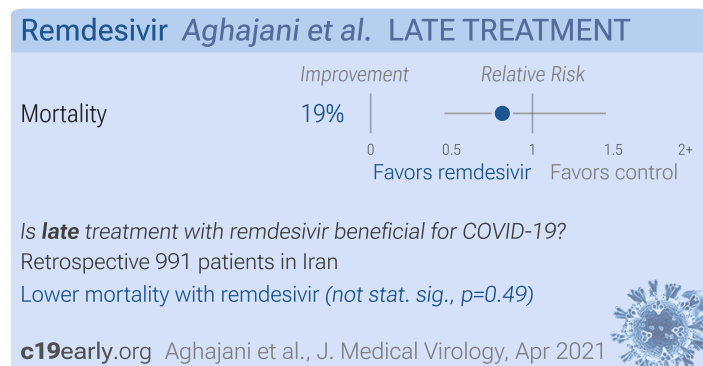 Remdesivir Aghajani et al. LATE TREATMENT
Improvement Relative Risk
Mortality 19%
0 0.5 1 1.5 2+
Favors remdesivir Favors control
Is late treatment with remdesivir beneficial for COVID-19?
Retrospective 991 patients in Iran
Lower mortality with remdesivir (not stat. sig., p=0.49)
c19early.org Aghajani et al., J. Medical Virology, Apr 2021